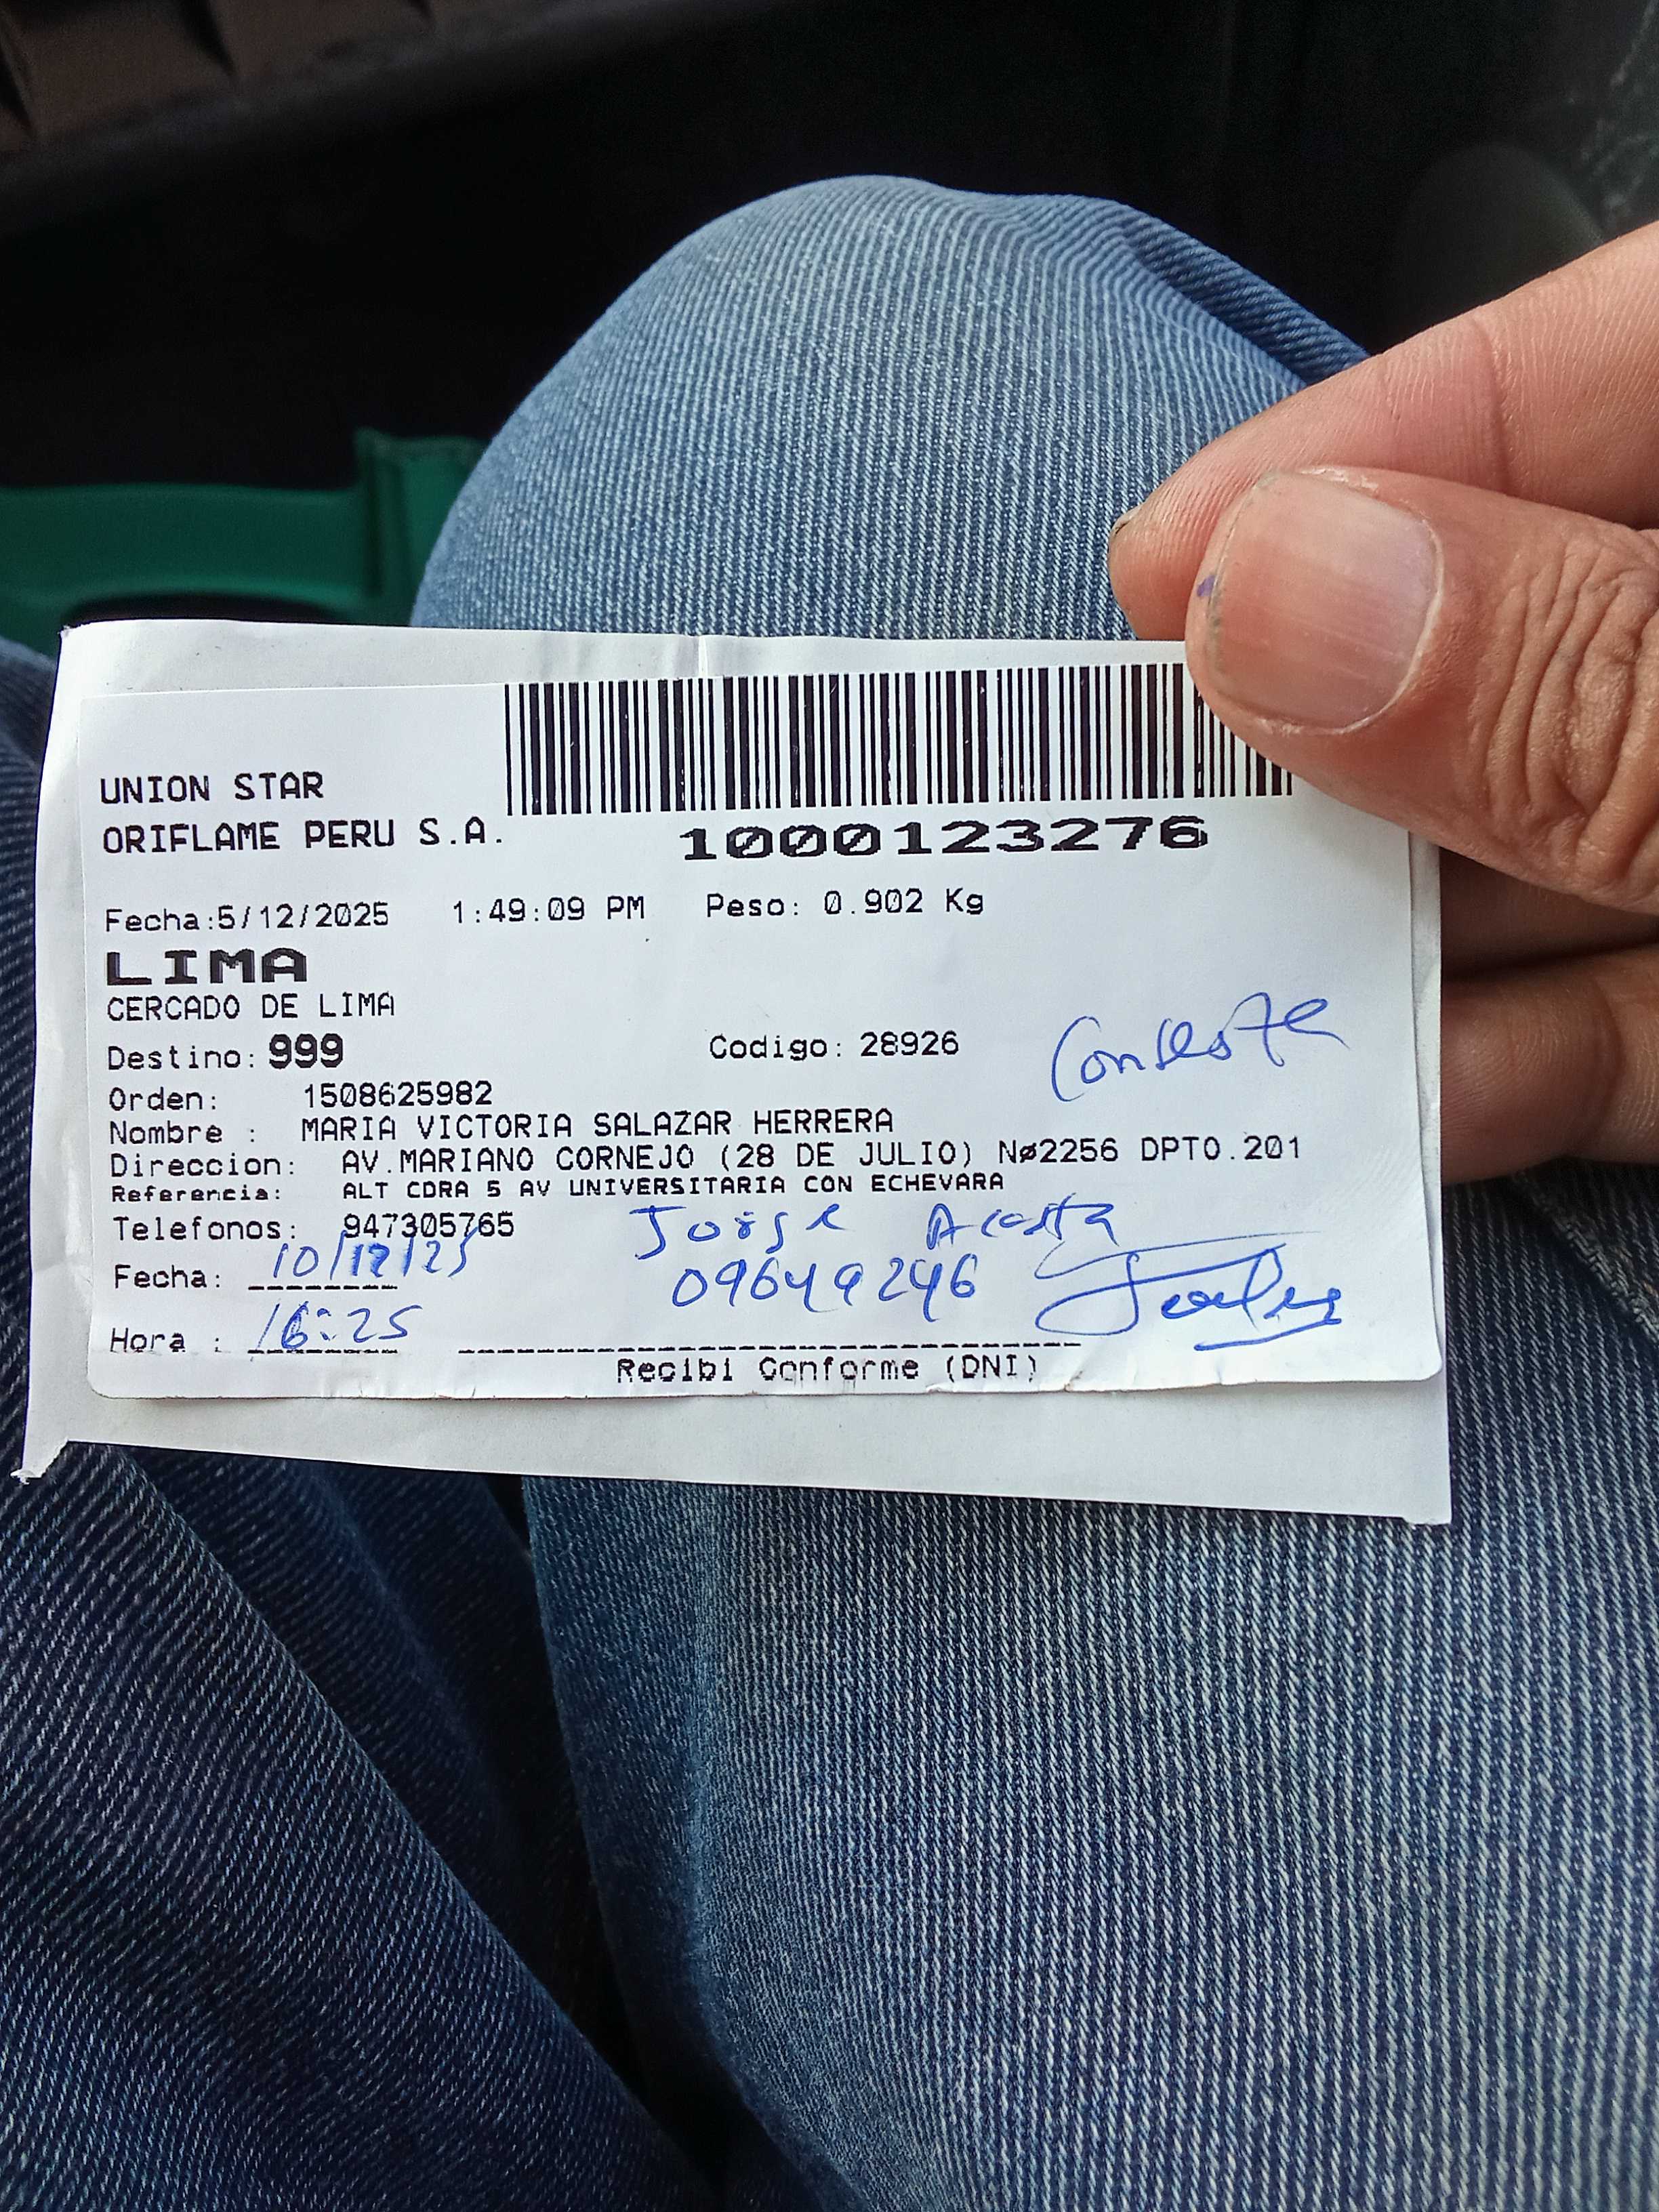 UNION STAR
ORIFLAME PERU S.A.
1000123276
Fecha:5/12/2025 1:49:09 PM Peso: 0.902 Kg
LIMA
CERCADO DE LIMA
Destino: 999 Codigo: 28926
Orden: 1508625982
Nombre : MARIA VICTORIA SALAZAR HERRERA
Direccion: AV.MARIANO CORNEJO (28 DE JULIO) Nø2256 DPTO.201
Referencia: ALT CDRA 5 AV UNIVERSITARIA CON ECHEVARA
Telefonos: 947305765 Jorge Acosta
Fecha: 10/12/25 09649246
Hora : 16:25
Recibi Conforme (DNI)